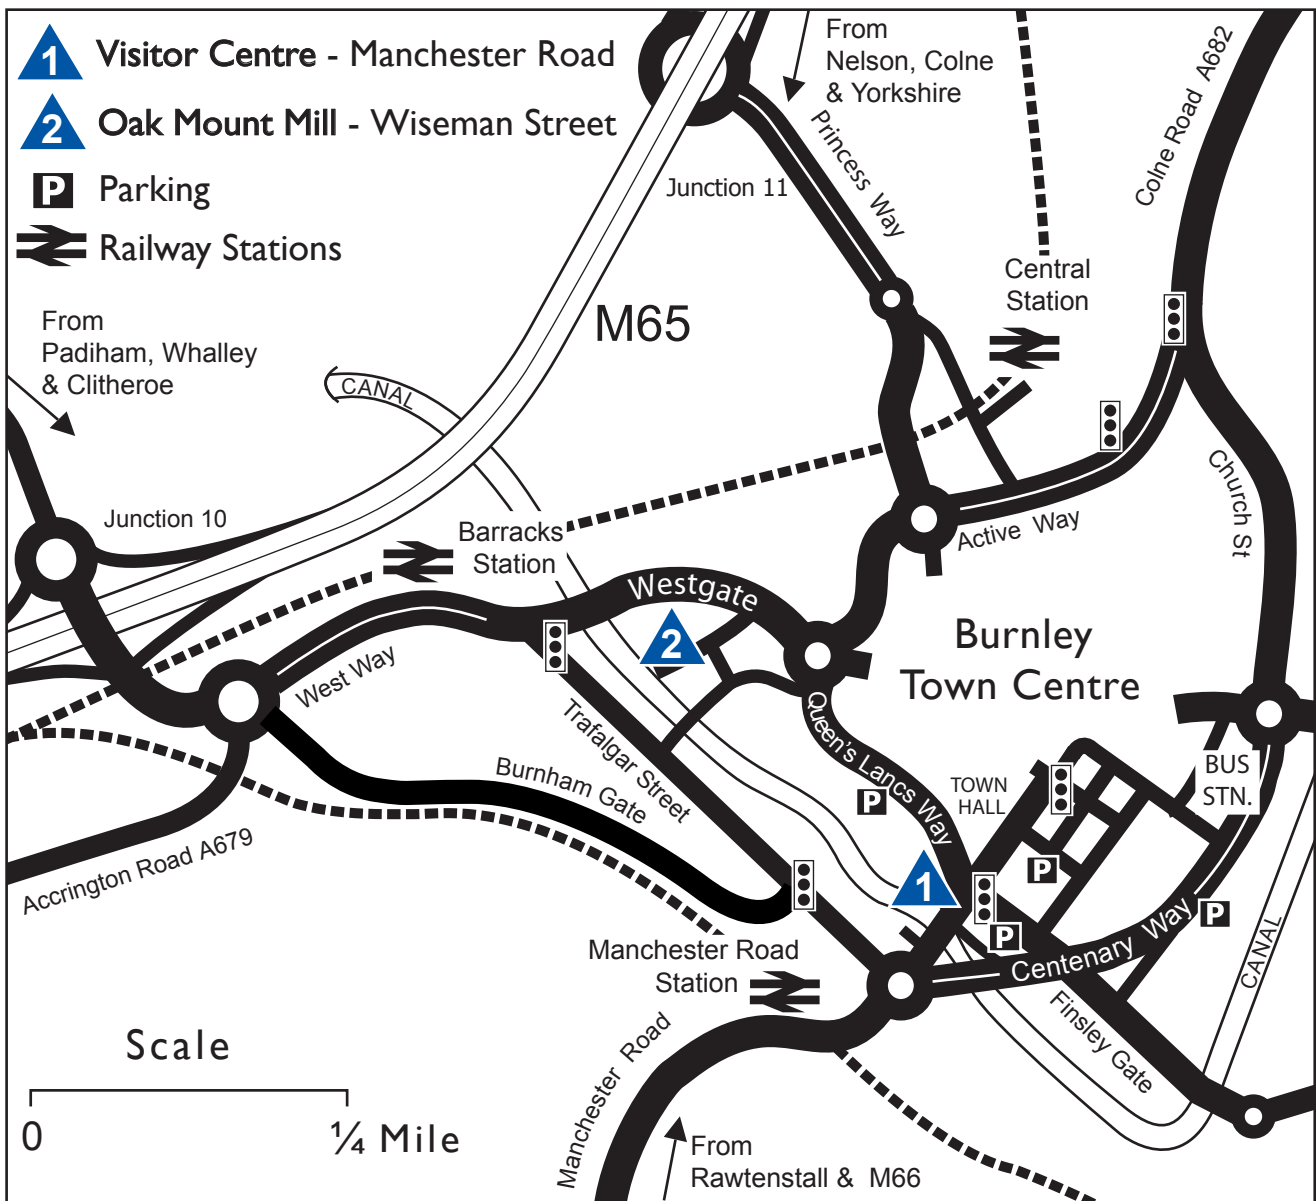 1 Visitor Centre - Manchester Road
2 Oak Mount Mill - Wiseman Street
P Parking
Railway Stations
From
Nelson, Colne
& Yorkshire
Princess Way
Colne Road A682
Junction 11
Central
Station
M65
From
Padiham, Whalley
& Clitheroe
CANAL
Church St
Junction 10
Barracks
Station
Active Way
Westgate
2
Burnley
Town Centre
West Way
Queen's Lancs Way
Trafalgar Street
Burnham Gate
TOWN
HALL
BUS
STN.
P
Accrington Road A679
1
P
P
P
Manchester Road
Station
Centenary Way
CANAL
Finsley Gate
Manchester Road
Scale
0
¼ Mile
From
Rawtenstall & M66